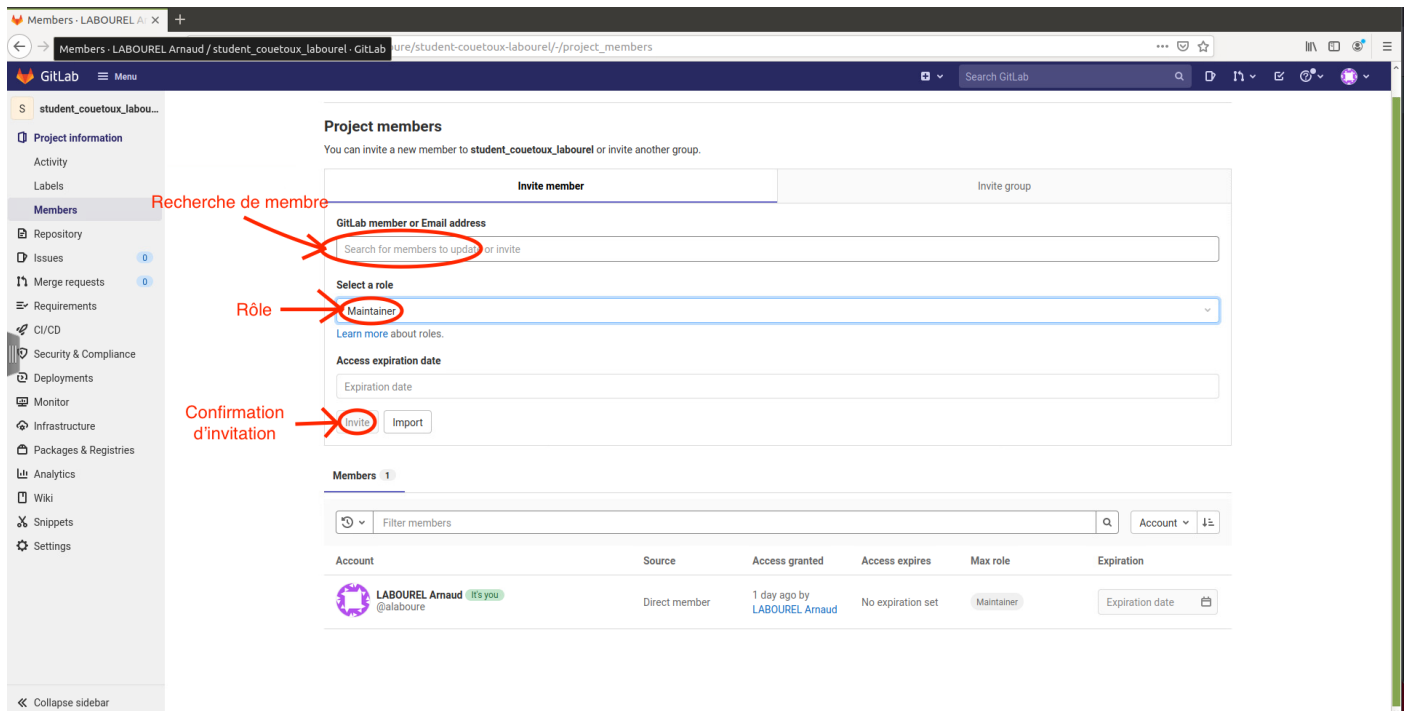 Members · LABOUREL A
Members · LABOUREL Arnaud / student_couetoux_labourel · GitLab
oure/student-couetoux-labourel/-/project_members
GitLab
Menu
Search GitLab
S student_couetoux_labou...
Project information
Activity
Labels
Members
Repository
Issues 0
Merge requests 0
Requirements
CI/CD
Security & Compliance
Deployments
Monitor
Infrastructure
Packages & Registries
Analytics
Wiki
Snippets
Settings
Collapse sidebar
Project members
You can invite a new member to student_couetoux_labourel or invite another group.
Invite member Invite group
Recherche de membre
GitLab member or Email address
Search for members to update or invite
Select a role
Rôle
Maintainer
Learn more about roles.
Access expiration date
Expiration date
Confirmation
d'invitation
Invite Import
Members 1
Filter members
Account
Account Source Access granted Access expires Max role Expiration
LABOUREL Arnaud It's you
@alaboure
Direct member
1 day ago by
LABOUREL Arnaud
No expiration set
Maintainer
Expiration date